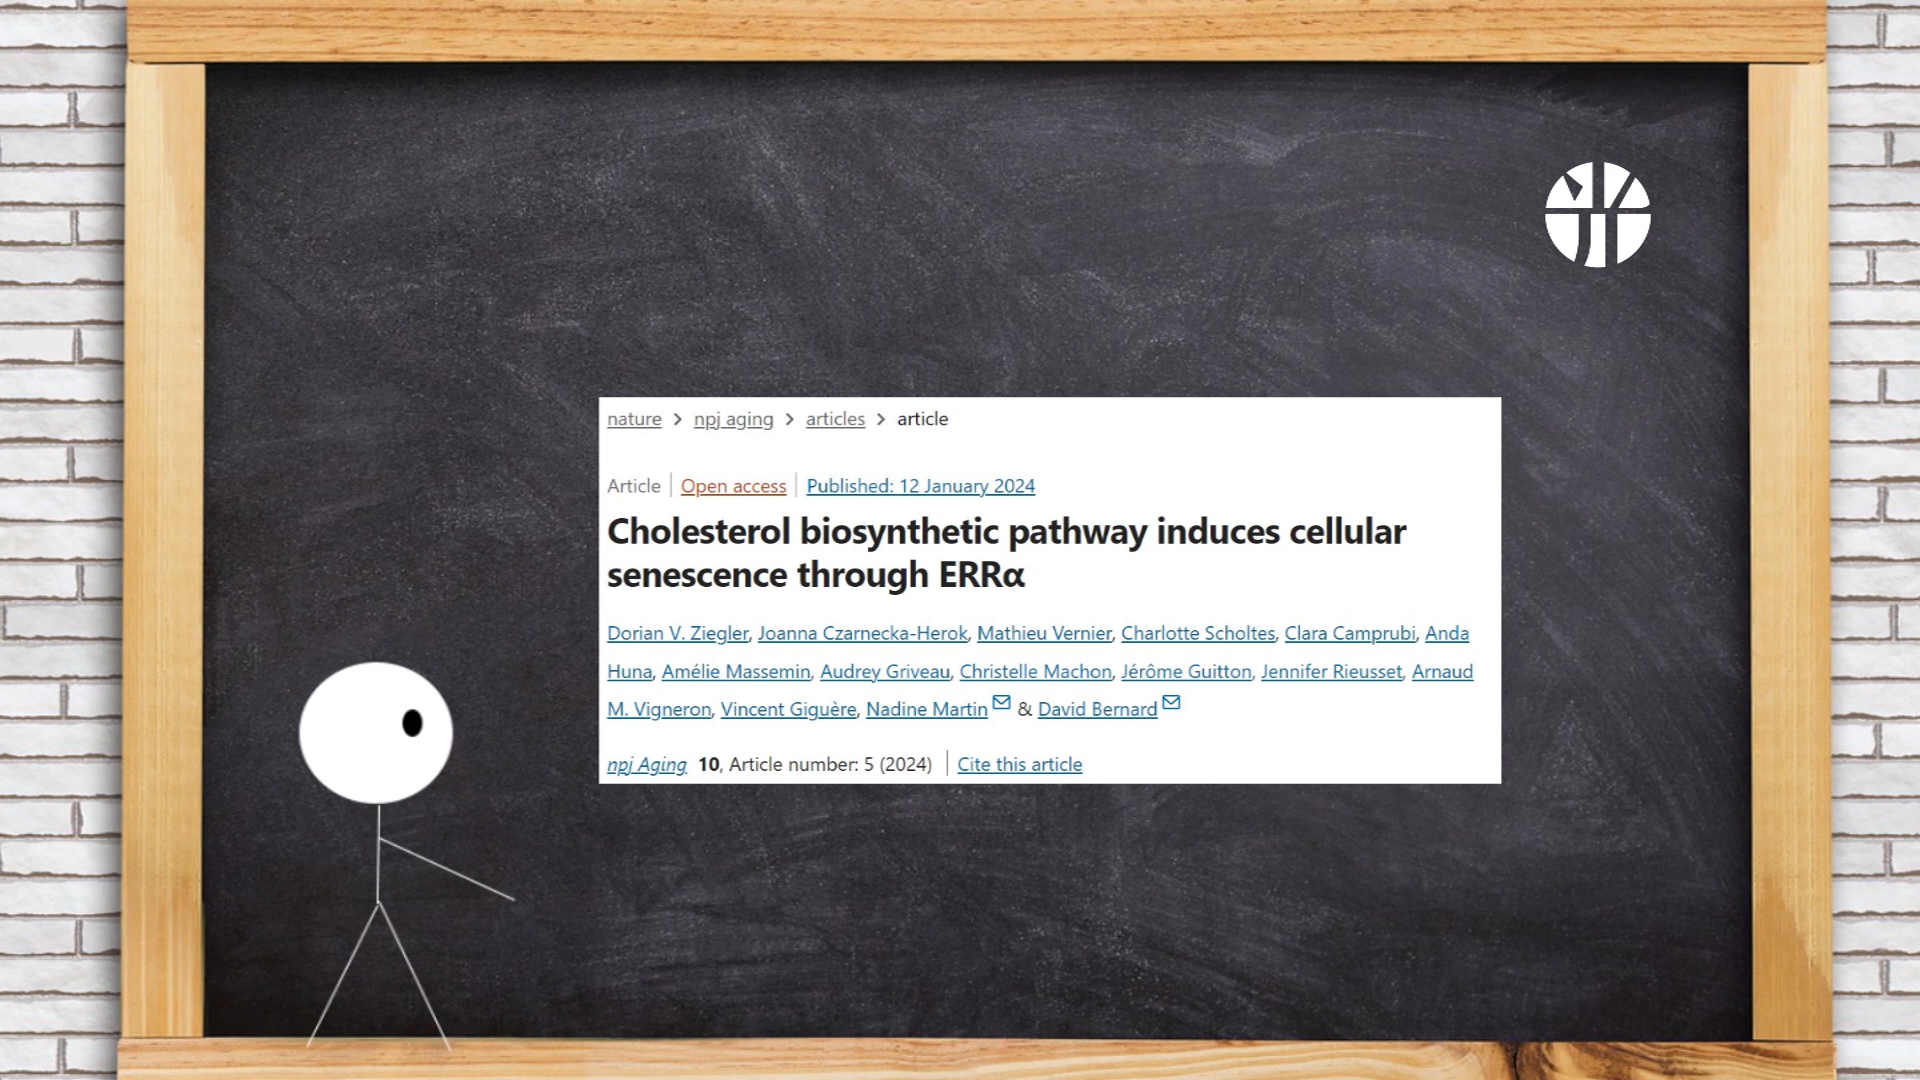 nature > npj aging > articles > article
Article | Open access | Published: 12 January 2024
Cholesterol biosynthetic pathway induces cellular
senescence through ERRα
Dorian V. Ziegler, Joanna Czarnecka-Herok, Mathieu Vernier, Charlotte Scholtes, Clara Camprubi, Anda
Huna, Amélie Massemin, Audrey Griveau, Christelle Machon, Jérôme Guitton, Jennifer Rieusset, Arnaud
M. Vigneron, Vincent Giguère, Nadine Martin & David Bernard
npj Aging 10, Article number: 5 (2024) | Cite this article